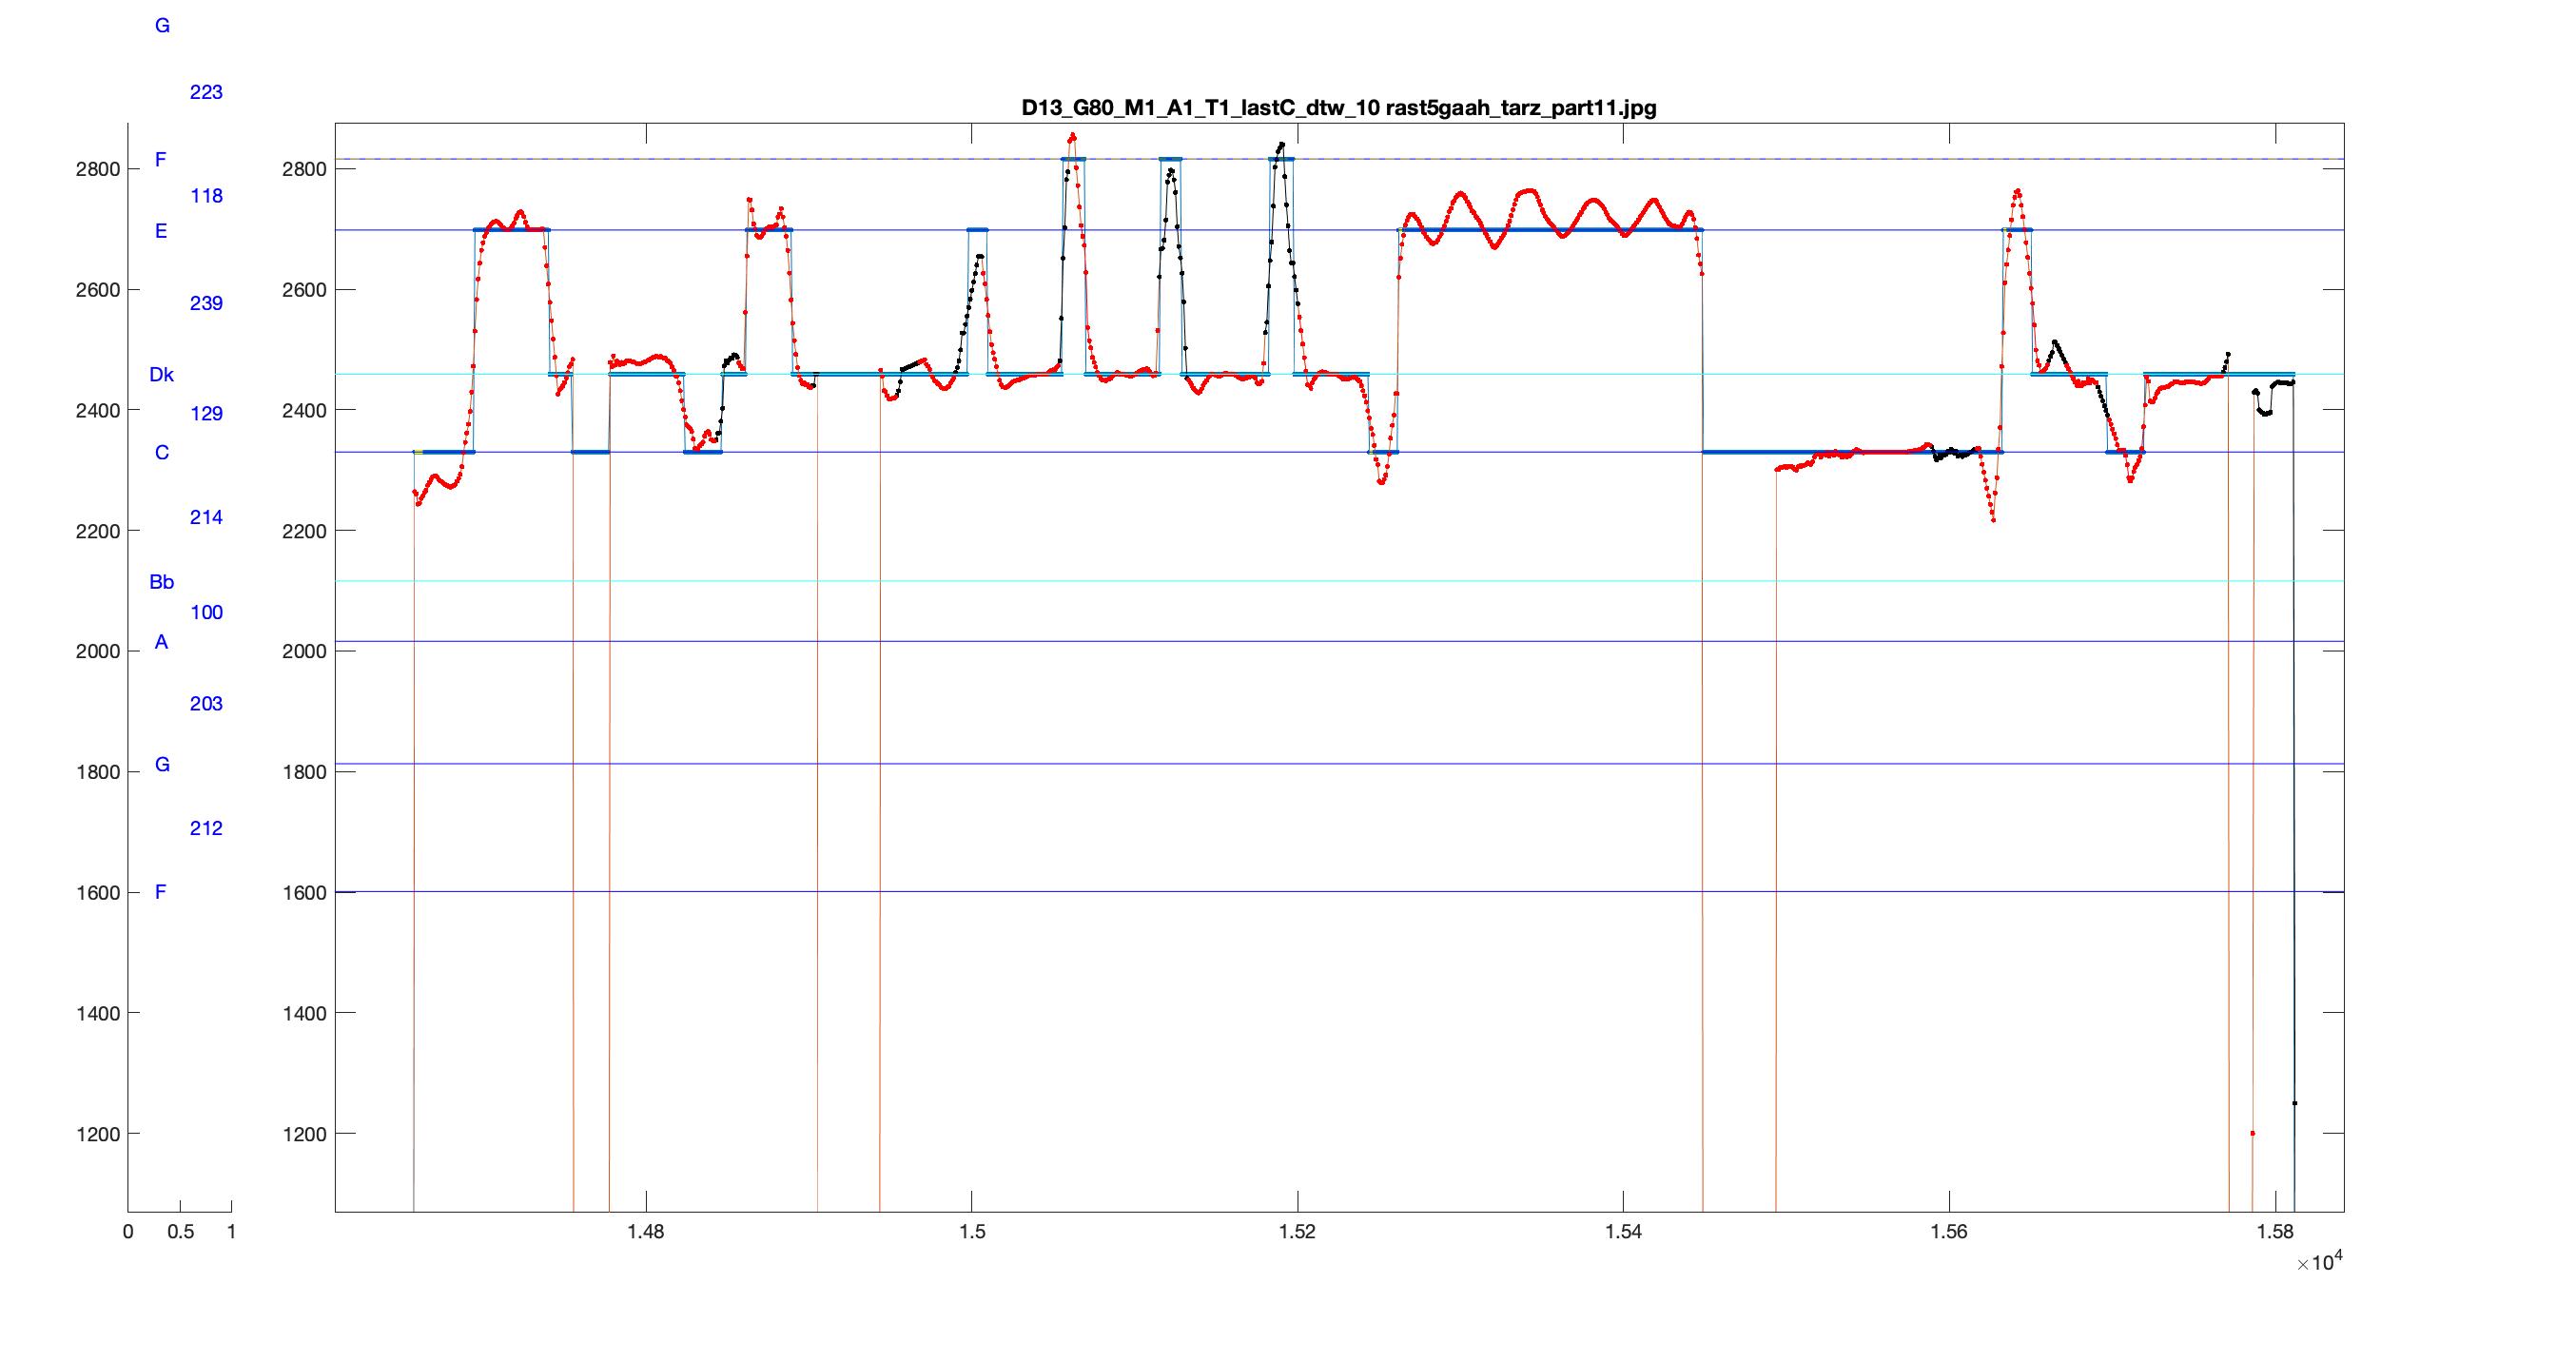 G
223
D13_G80_M1_A1_T1_lastC_dtw_10 rast5gaah_tarz_part11.jpg
2800 F 2800
118
E
2600 239 2600
Dk
2400 129 2400
C
2200 214 2200
Bb
100
2000 A 2000
203
1800 G 1800
212
1600 F 1600
1400 1400
1200 1200
0 0.5 1 1.48 1.5 1.52 1.54 1.56 1.58
×10^4